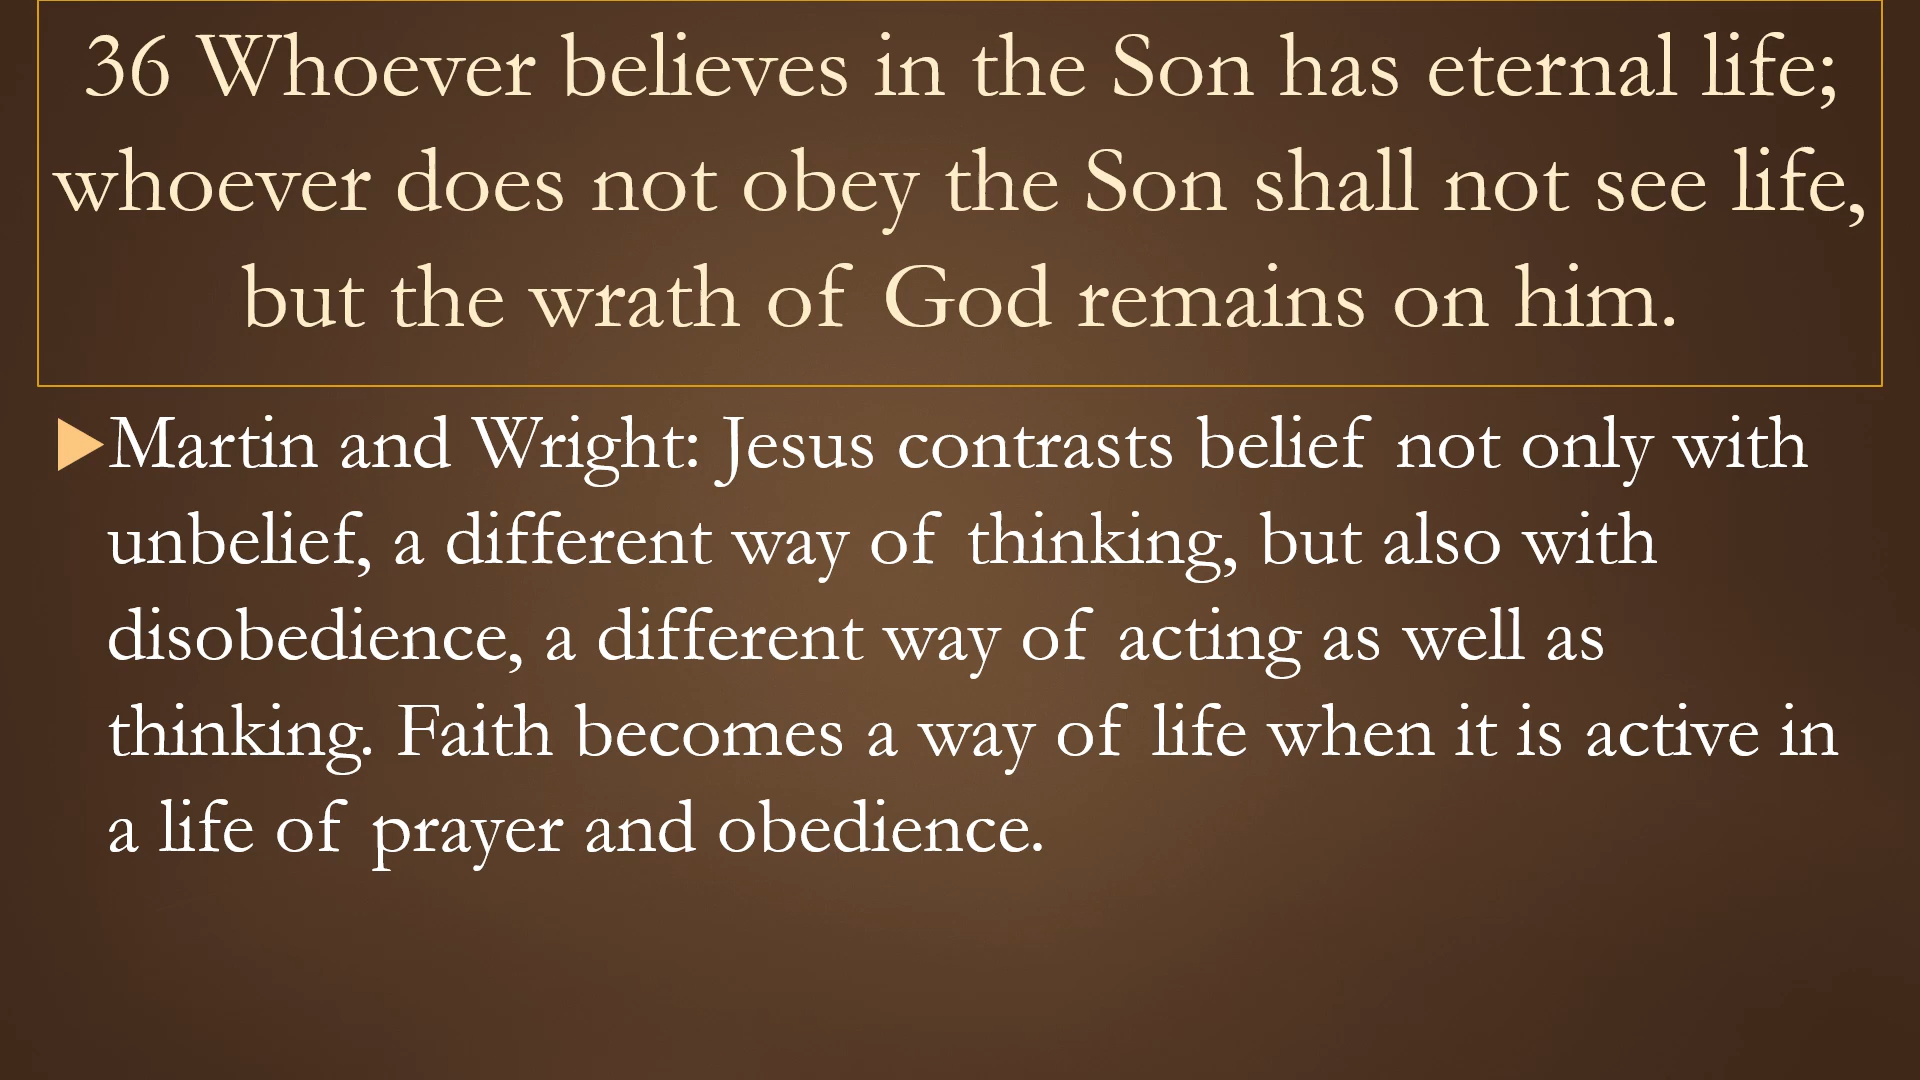 36 Whoever believes in the Son has eternal life;
whoever does not obey the Son shall not see life,
but the wrath of God remains on him.
Martin and Wright: Jesus contrasts belief not only with
unbelief, a different way of thinking, but also with
disobedience, a different way of acting as well as
thinking. Faith becomes a way of life when it is active in
a life of prayer and obedience.